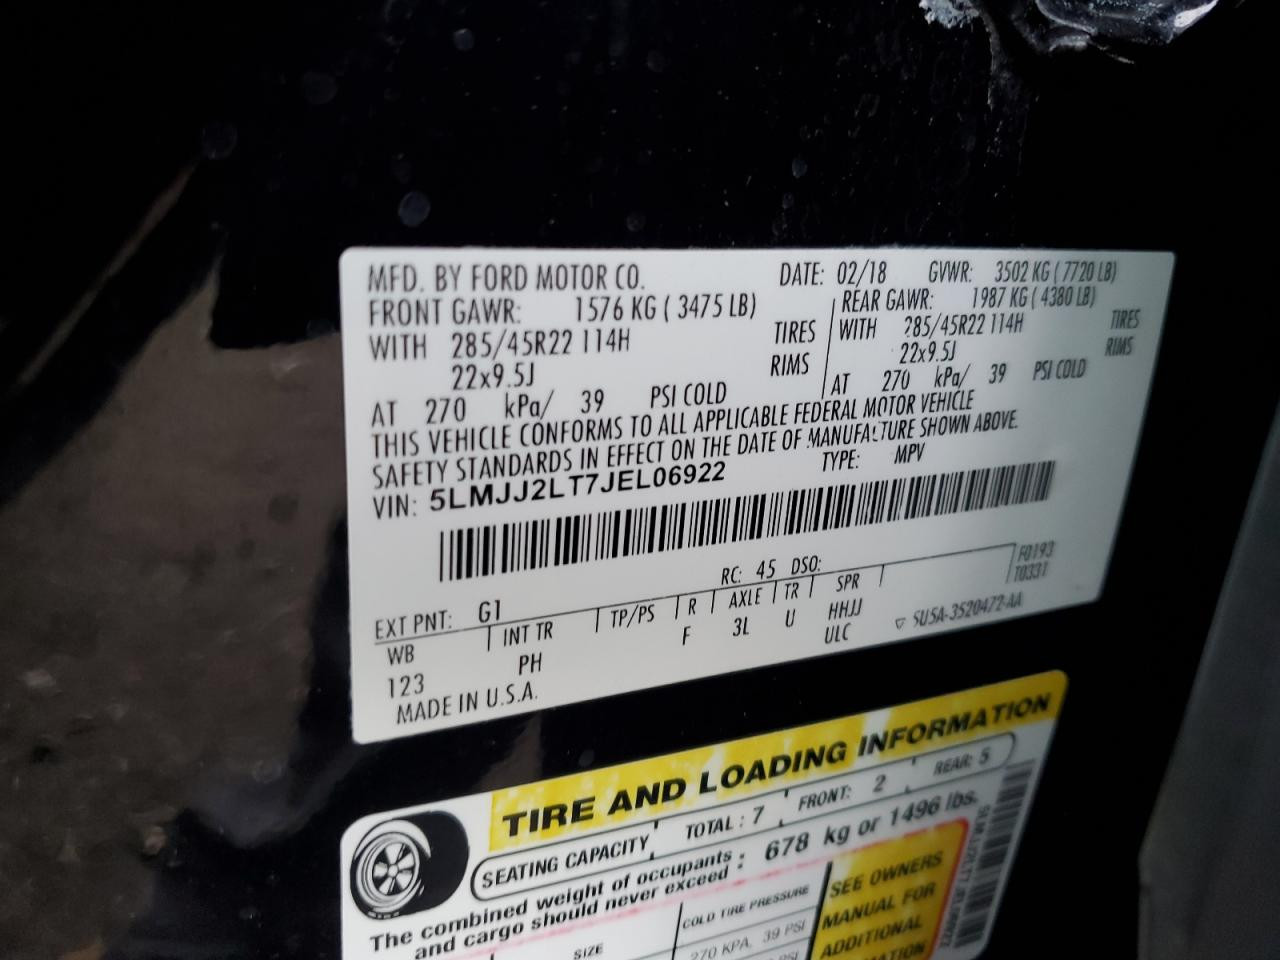 MFD. BY FORD MOTOR CO. DATE: 02/18 GVWR: 3502 KG ( 7720 LB)
FRONT GAWR: 1576 KG ( 3475 LB) REAR GAWR: 1987 KG ( 4380 LB)
WITH 285/45R22 114H TIRES WITH 285/45R22 114H TIRES
22x9.5J RIMS 22x9.5J RIMS
AT 270 kPa/ 39 PSI COLD AT 270 kPa/ 39 PSI COLD
THIS VEHICLE CONFORMS TO ALL APPLICABLE FEDERAL MOTOR VEHICLE
SAFETY STANDARDS IN EFFECT ON THE DATE OF MANUFACTURE SHOWN ABOVE.
VIN: 5LMJJ2LT7JEL06922 TYPE: MPV
EXT PNT: G1 RC: 45 DSO: F0193
WB INT TR TP/PS R AXLE TR SPR T0331
123 PH F 3L U HHJJ
ULC ▽ 5U5A-3520472-AA
MADE IN U.S.A.
TIRE AND LOADING INFORMATION
SEATING CAPACITY TOTAL : 7 FRONT: 2 REAR: 5
The combined weight of occupants : 678 kg or 1496 lbs.
and cargo should never exceed
SIZE COLD TIRE PRESSURE
270 KPA, 39 PSI
PSI
SEE OWNERS
MANUAL FOR
ADDITIONAL